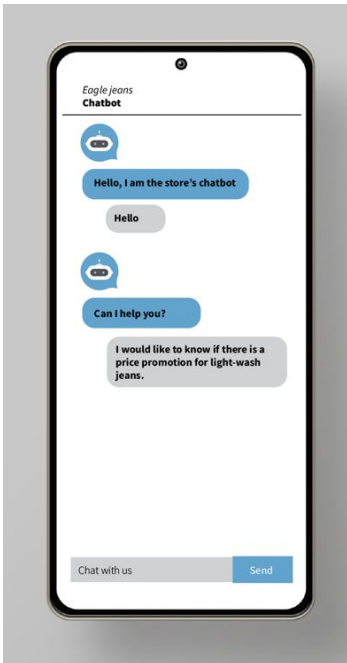 Eagle jeans
Chatbot
Hello, I am the store's chatbot
Hello
Can I help you?
I would like to know if there is a
price promotion for light-wash
jeans.
Chat with us
Send